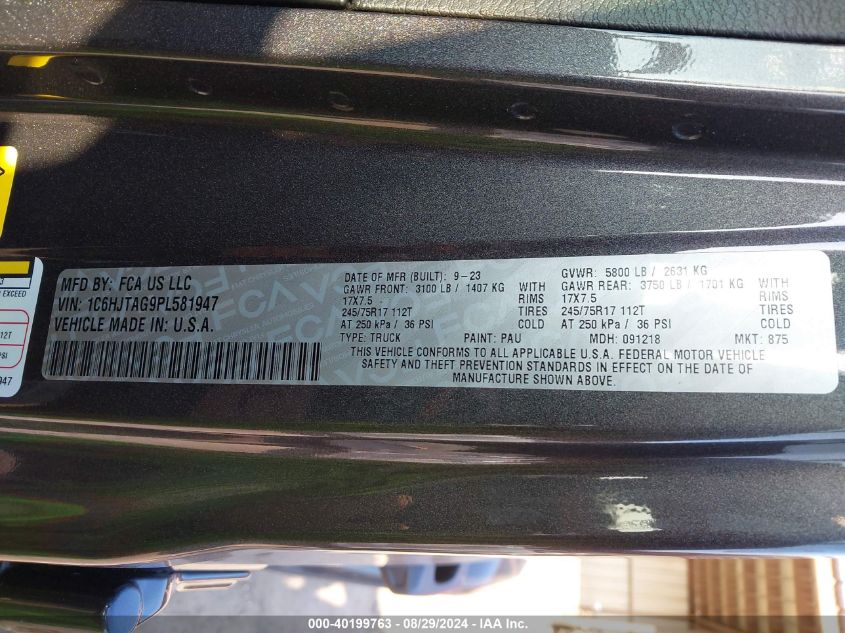 MFD BY: FCA US LLC
VIN: 1C6HJTAG9PL581947
VEHICLE MADE IN U.S.A.
DATE OF MFR (BUILT): 9-23 GVWR: 5800 LB / 2631 KG
GAWR FRONT: 3100 LB / 1407 KG WITH GAWR REAR: 3750 LB / 1701 KG WITH
17X7.5 RIMS 17X7.5 RIMS
245/75R17 112T TIRES 245/75R17 112T TIRES
AT 250 kPa / 36 PSI COLD AT 250 kPa / 36 PSI COLD
TYPE: TRUCK PAINT: PAU MDH: 091218 MKT: 875
THIS VEHICLE CONFORMS TO ALL APPLICABLE U.S.A. FEDERAL MOTOR VEHICLE
SAFETY AND THEFT PREVENTION STANDARDS IN EFFECT ON THE DATE OF
MANUFACTURE SHOWN ABOVE.
EXCEED
12T
PSI
947
000-40199763 - 08/29/2024 - IAA Inc.